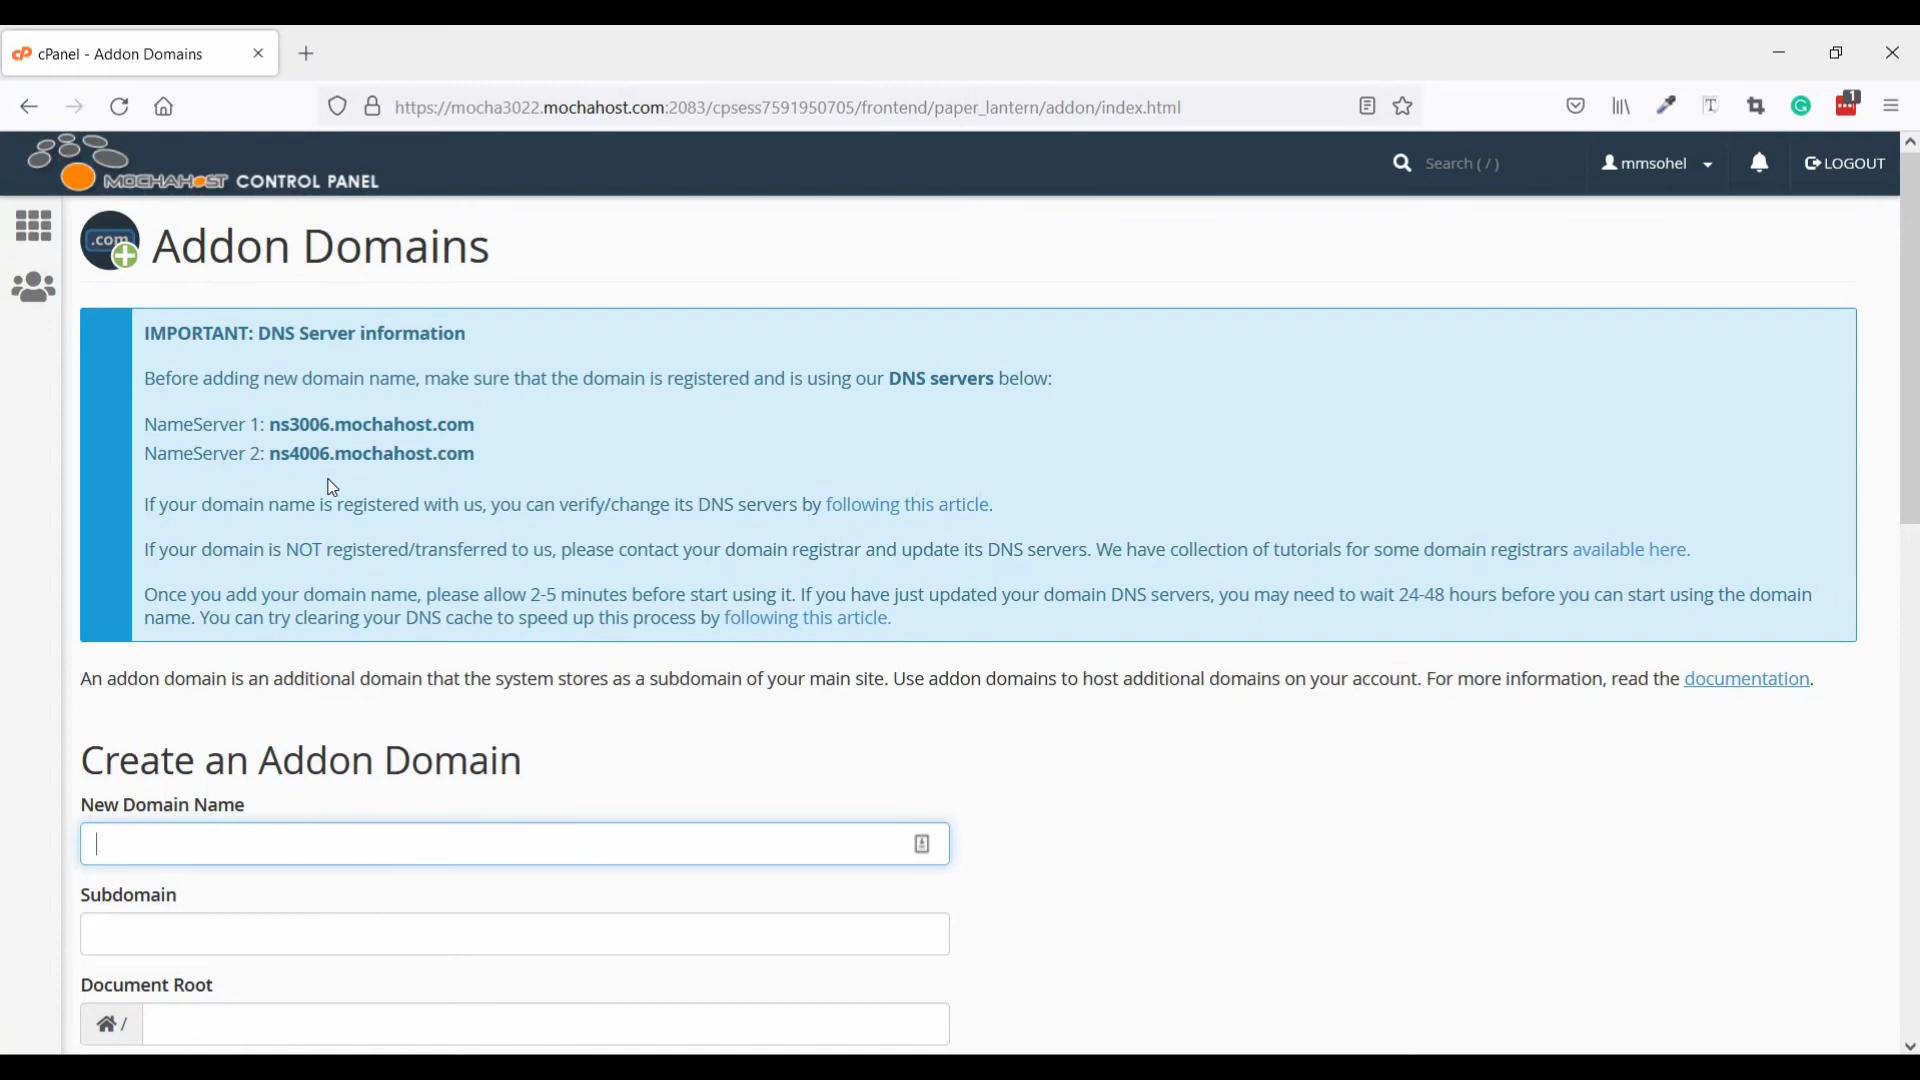 cPanel - Addon Domains
https://mocha3022.mochahost.com:2083/cpsess7591950705/frontend/paper_lantern/addon/index.html
1
MOCHAHOST CONTROL PANEL
Search ( / )
mmsohel
LOGOUT
.com
Addon Domains
IMPORTANT: DNS Server information
Before adding new domain name, make sure that the domain is registered and is using our DNS servers below:
NameServer 1: ns3006.mochahost.com
NameServer 2: ns4006.mochahost.com
If your domain name is registered with us, you can verify/change its DNS servers by following this article.
If your domain is NOT registered/transferred to us, please contact your domain registrar and update its DNS servers. We have collection of tutorials for some domain registrars available here.
Once you add your domain name, please allow 2-5 minutes before start using it. If you have just updated your domain DNS servers, you may need to wait 24-48 hours before you can start using the domain
name. You can try clearing your DNS cache to speed up this process by following this article.
An addon domain is an additional domain that the system stores as a subdomain of your main site. Use addon domains to host additional domains on your account. For more information, read the documentation.
Create an Addon Domain
New Domain Name
Subdomain
Document Root
/